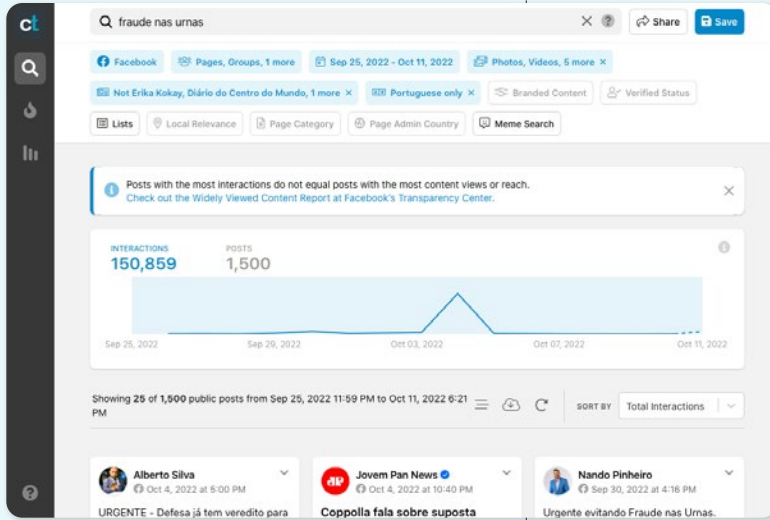 ct
fraude nas urnas
Share
Save
Facebook
Pages, Groups, 1 more
Sep 25, 2022 - Oct 11, 2022
Photos, Videos, 5 more ×
Not Erika Kokay, Diário do Centro do Mundo, 1 more ×
Portuguese only ×
Branded Content
Verified Status
Lists
Local Relevance
Page Category
Page Admin Country
Meme Search
Posts with the most interactions do not equal posts with the most content views or reach.
Check out the Widely Viewed Content Report at Facebook's Transparency Center.
INTERACTIONS POSTS
150,859 1,500
Sep 25, 2022 Sep 29, 2022 Oct 03, 2022 Oct 07, 2022 Oct 11, 2022
Showing 25 of 1,500 public posts from Sep 25, 2022 11:59 PM to Oct 11, 2022 6:21
PM
SORT BY Total Interactions
Alberto Silva
Oct 4, 2022 at 5:00 PM
URGENTE - Defesa já tem veredito para
JP
Jovem Pan News
Oct 4, 2022 at 10:40 PM
Coppolla fala sobre suposta
Nando Pinheiro
Sep 30, 2022 at 4:16 PM
Urgente evitando Fraude nas Urnas.